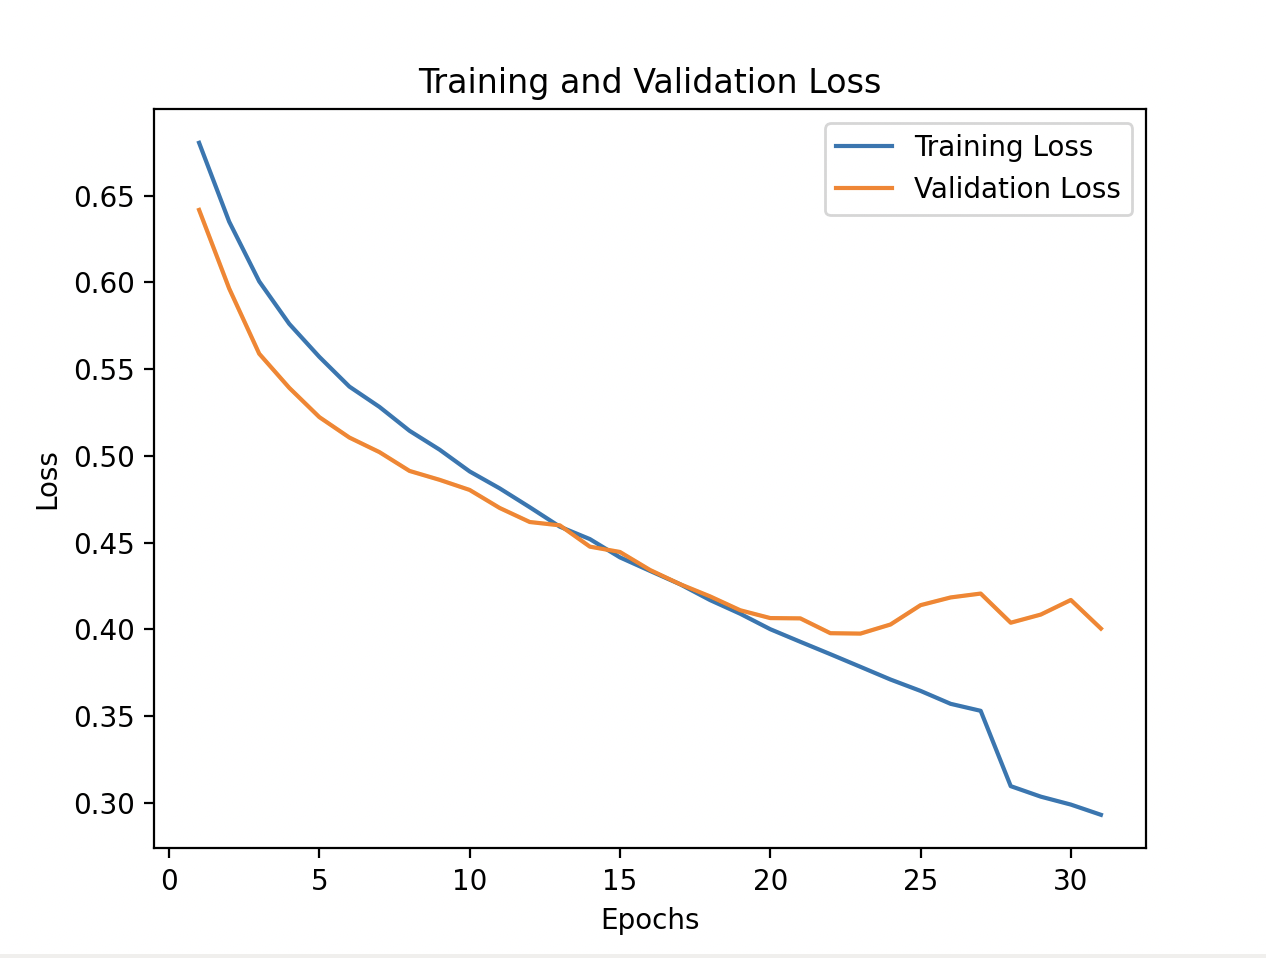 Training and Validation Loss
Training Loss
Validation Loss
0.65
0.60
0.55
0.50
0.45
0.40
0.35
0.30
Loss
0 5 10 15 20 25 30
Epochs